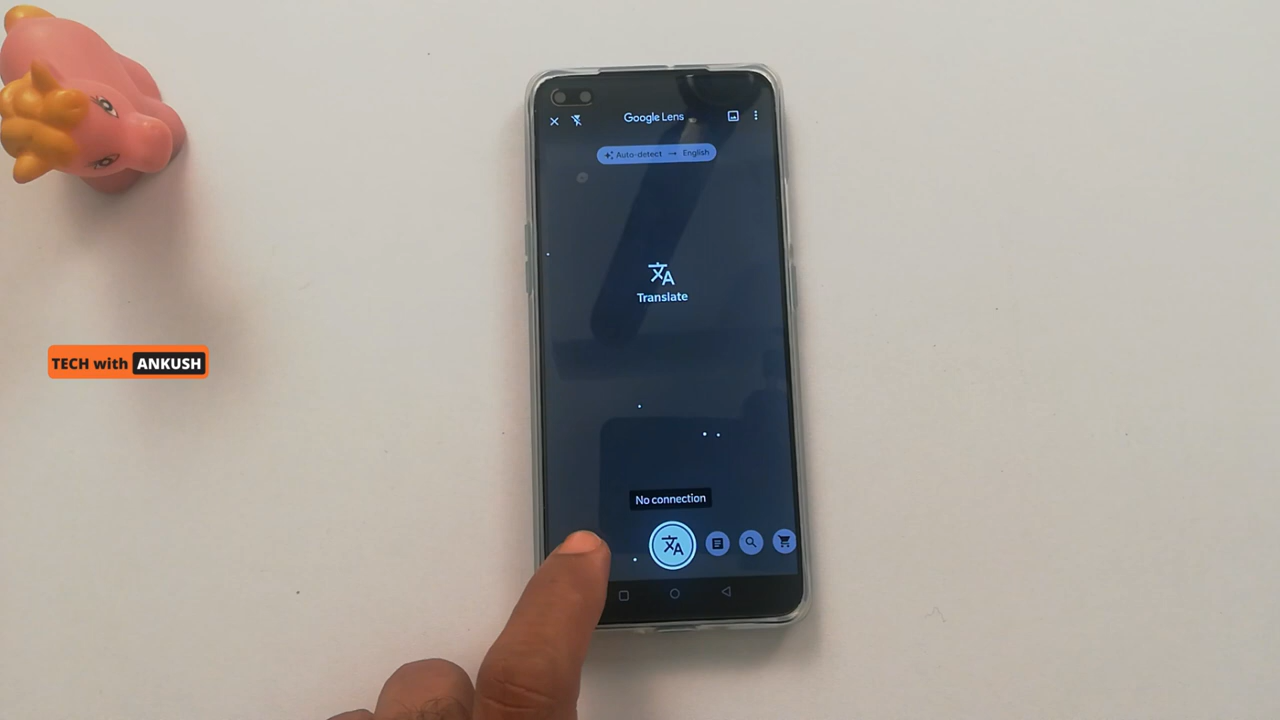 Google Lens
Auto-detect → English
Translate
TECH with ANKUSH
No connection